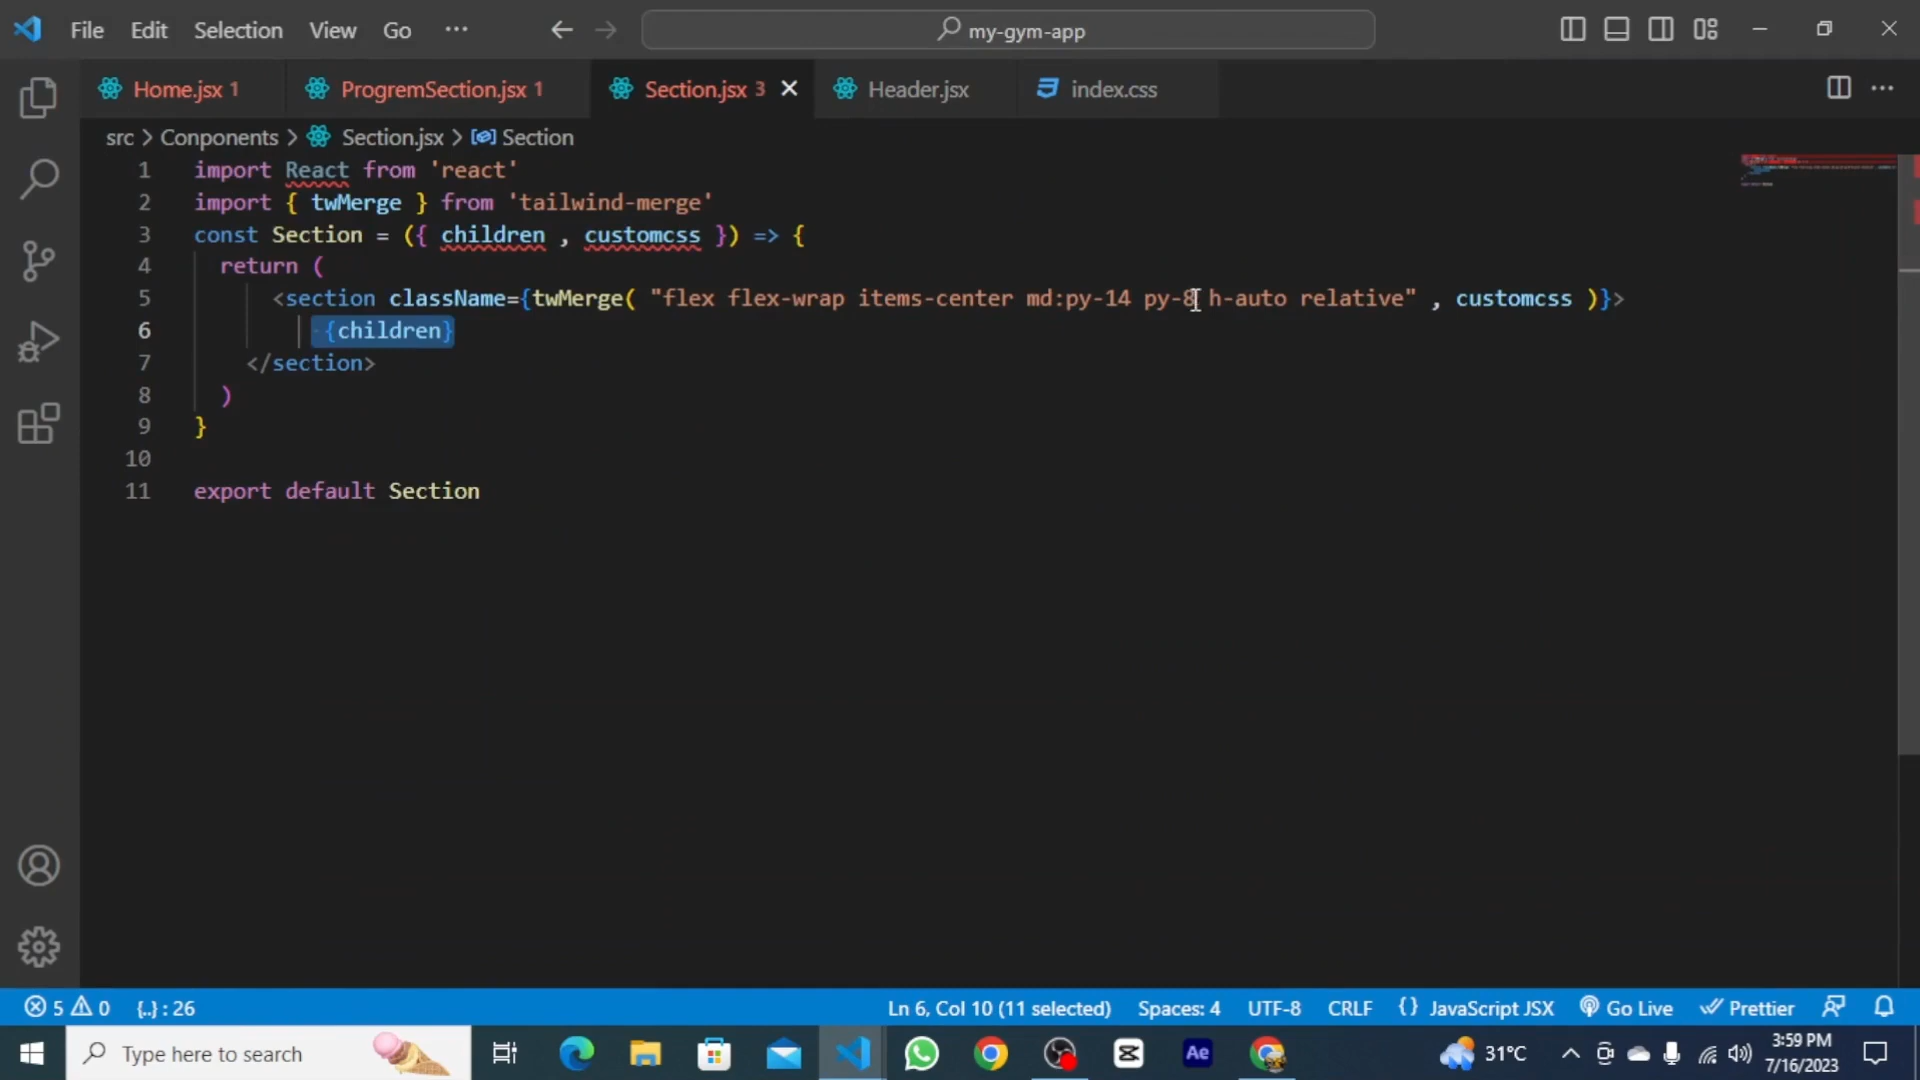 File Edit Selection View Go ··· my-gym-app
Home.jsx 1 ProgremSection.jsx 1 Section.jsx 3 Header.jsx index.css
src > Conponents > Section.jsx > Section
1 import React from 'react'
2 import { twMerge } from 'tailwind-merge'
3 const Section = ({ children , customcss }) => {
4 return (
5 <section className={twMerge( "flex flex-wrap items-center md:py-14 py-8 h-auto relative" , customcss )}>
6 {children}
7 </section>
8 )
9 }
10
11 export default Section
5 0 {..} : 26 Ln 6, Col 10 (11 selected) Spaces: 4 UTF-8 CRLF {} JavaScript JSX Go Live Prettier
Type here to search Ae 31°C 3:59 PM
7/16/2023